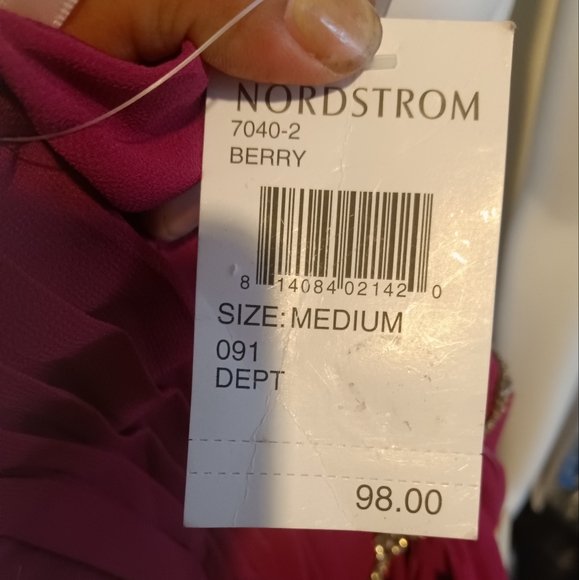 NORDSTROM
7040-2
BERRY
8 14084 02142 0
SIZE: MEDIUM
091
DEPT
98.00